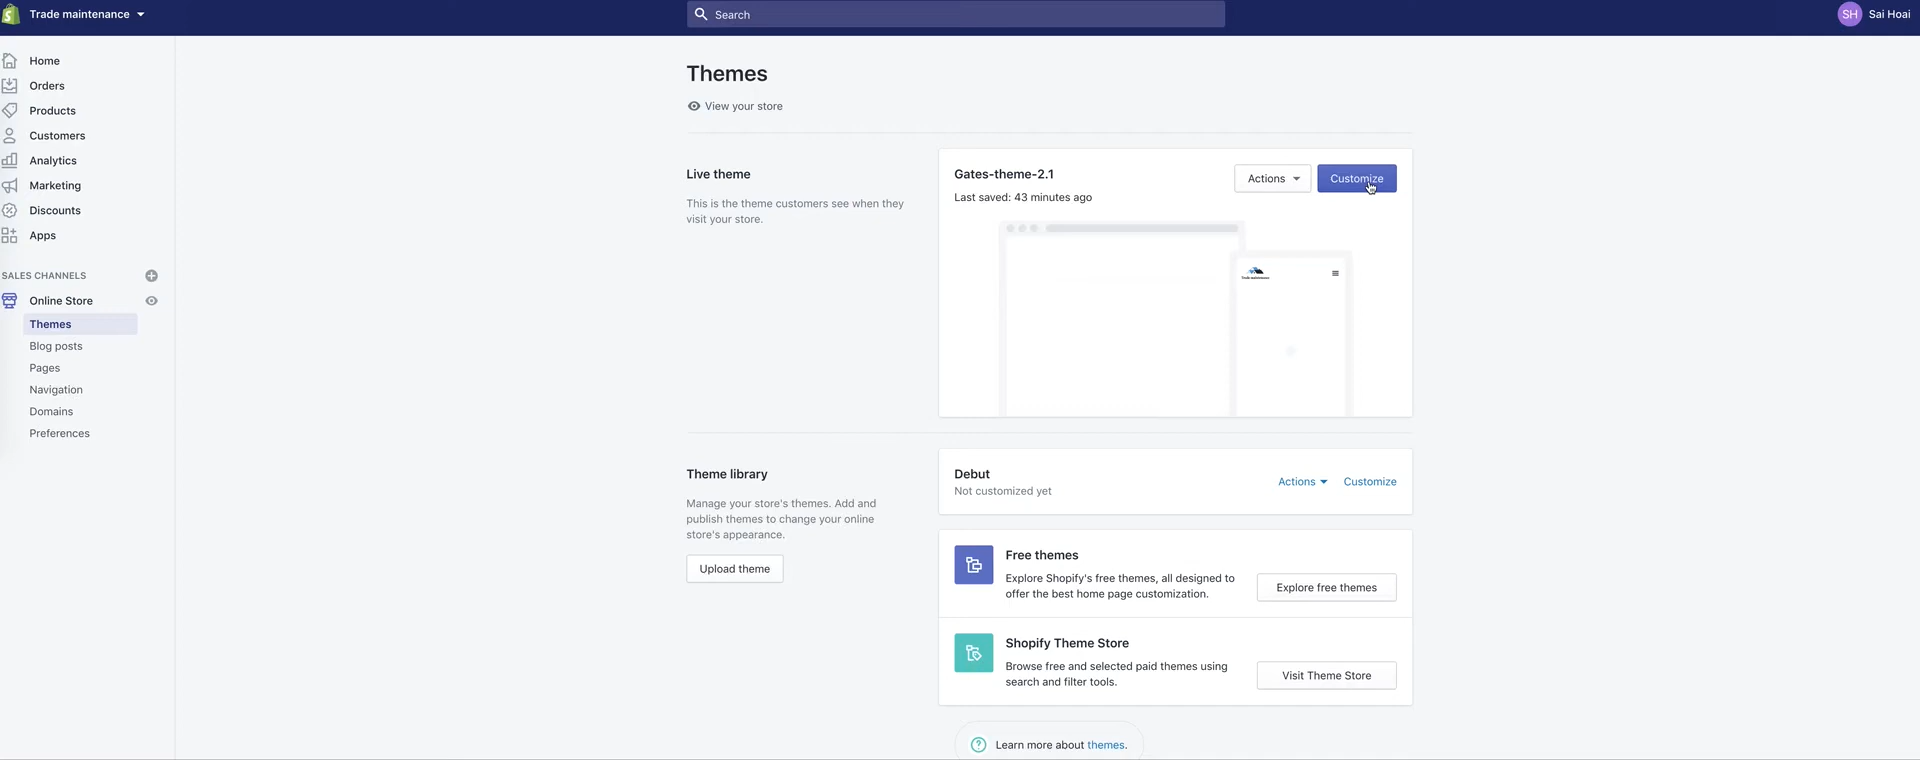 Trade maintenance
Search
SH Sai Hoai
Home
Orders
Products
Customers
Analytics
Marketing
Discounts
Apps
SALES CHANNELS
Online Store
Themes
Blog posts
Pages
Navigation
Domains
Preferences
Themes
View your store
Live theme
This is the theme customers see when they
visit your store.
Gates-theme-2.1
Last saved: 43 minutes ago
Actions
Customize
Trade maintenance
Theme library
Manage your store's themes. Add and
publish themes to change your online
store's appearance.
Upload theme
Debut
Not customized yet
Actions
Customize
Free themes
Explore Shopify's free themes, all designed to
offer the best home page customization.
Explore free themes
Shopify Theme Store
Browse free and selected paid themes using
search and filter tools.
Visit Theme Store
Learn more about themes.